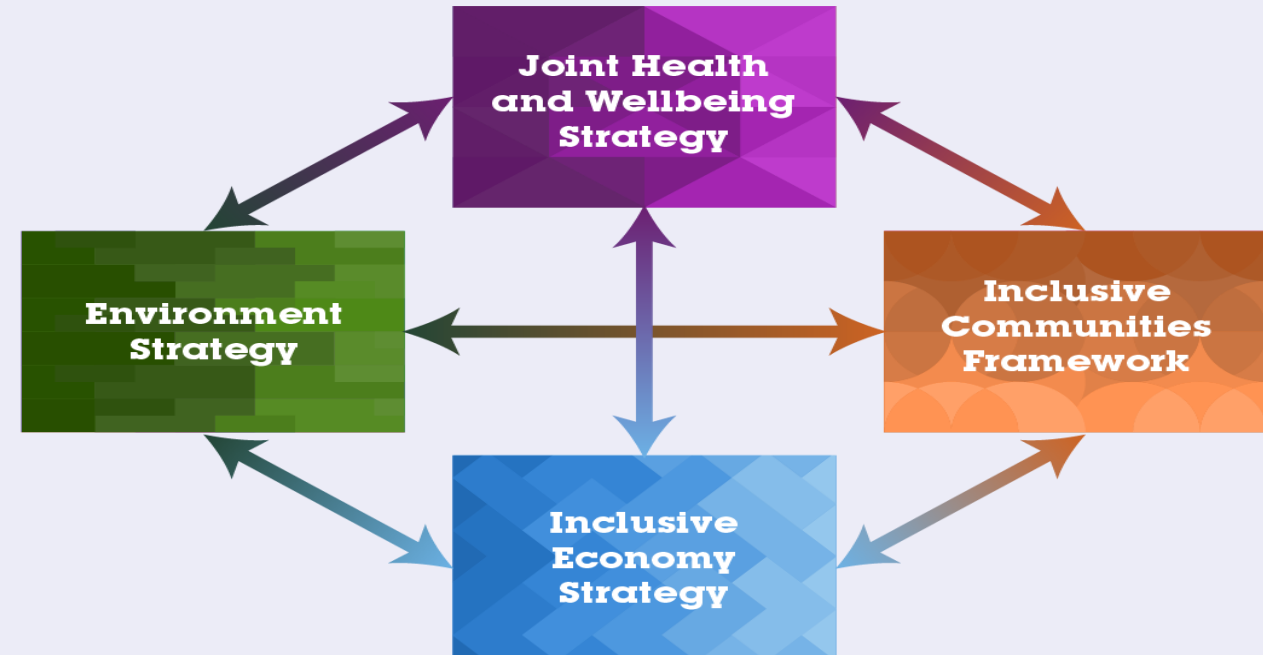 Joint Health
and Wellbeing
Strategy
Environment
Strategy
Inclusive
Communities
Framework
Inclusive
Economy
Strategy